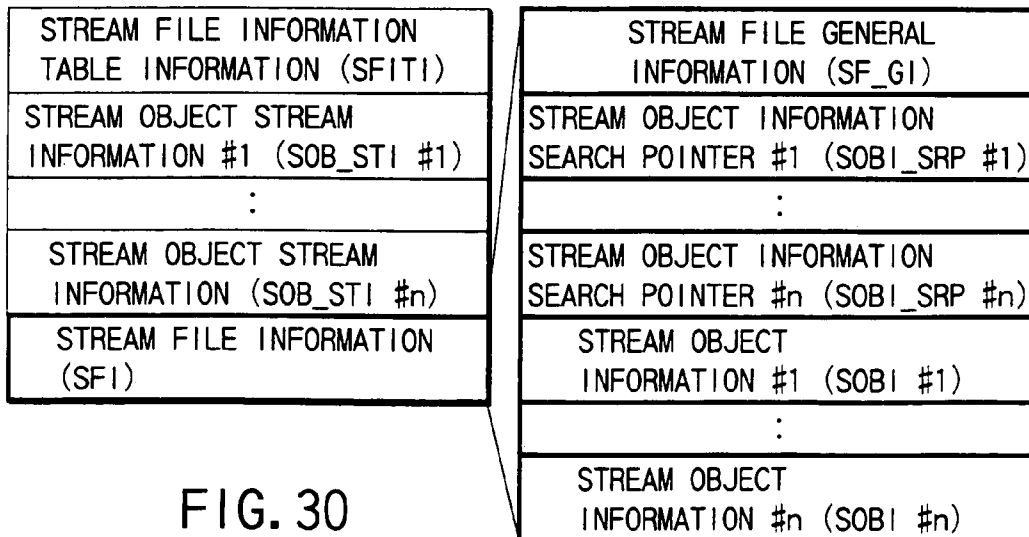 STREAM FILE INFORMATION
TABLE INFORMATION (SFITI)
STREAM OBJECT STREAM
INFORMATION #1 (SOB_STI #1)
:
STREAM OBJECT STREAM
INFORMATION (SOB_STI #n)
STREAM FILE INFORMATION
(SFI)
STREAM FILE GENERAL
INFORMATION (SF_GI)
STREAM OBJECT INFORMATION
SEARCH POINTER #1 (SOBI_SRP #1)
:
STREAM OBJECT INFORMATION
SEARCH POINTER #n (SOBI_SRP #n)
STREAM OBJECT
INFORMATION #1 (SOBI #1)
:
STREAM OBJECT
INFORMATION #n (SOBI #n)
FIG. 30